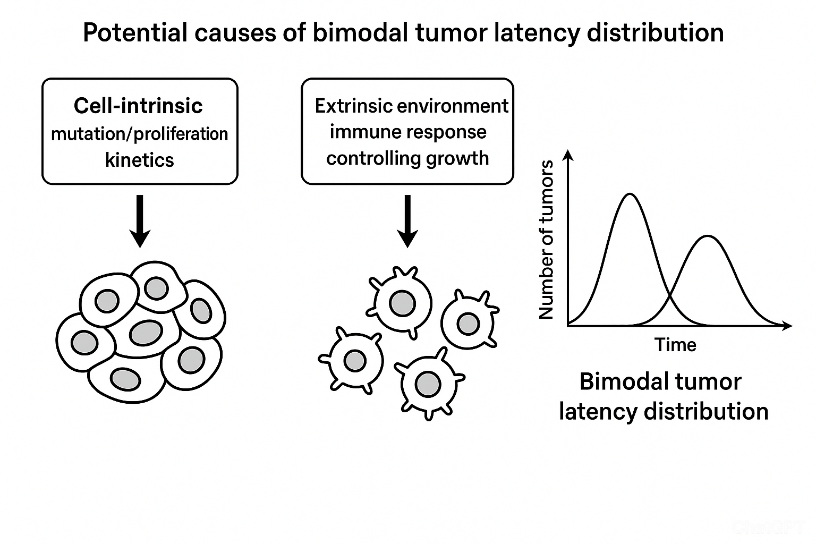 Potential causes of bimodal tumor latency distribution
Cell-intrinsic
mutation/proliferation
kinetics
Extrinsic environment
immune response
controlling growth
Number of tumors
Time
Bimodal tumor
latency distribution